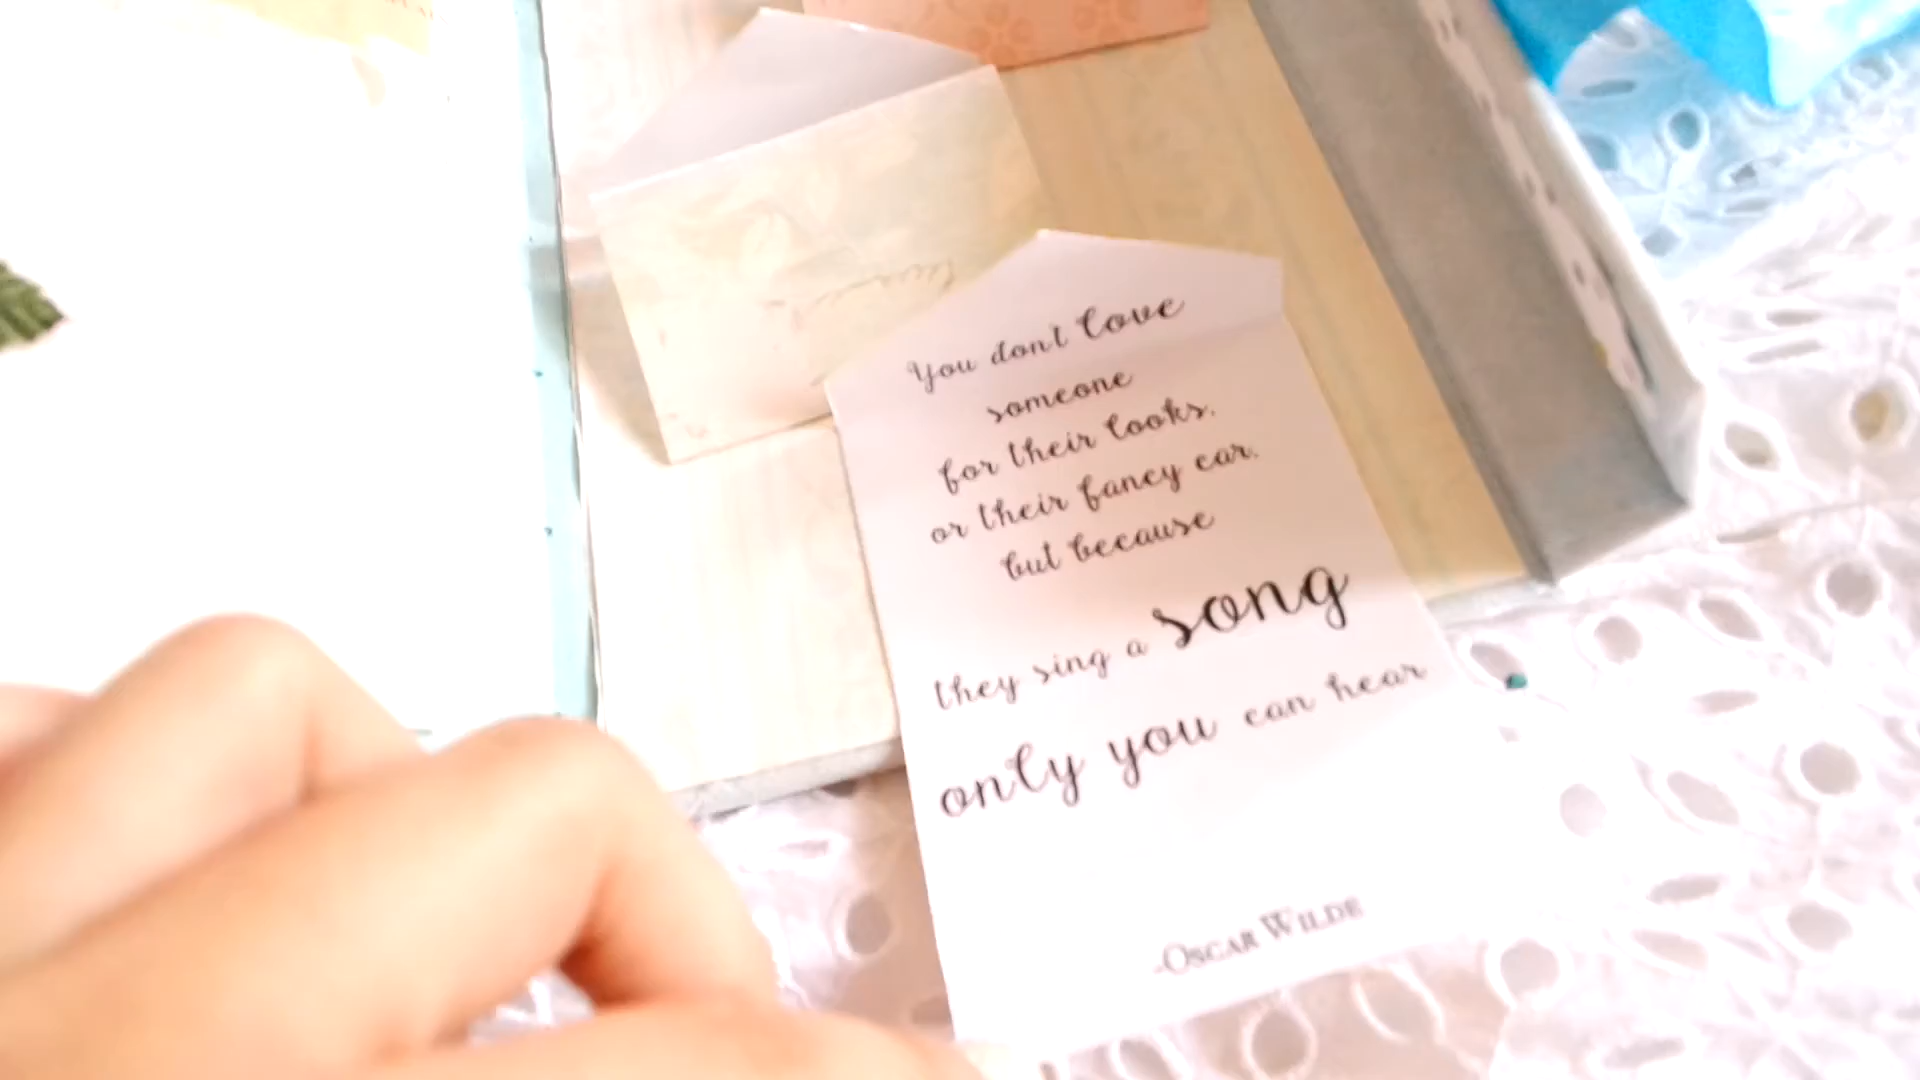 You don't love
someone
for their looks,
or their fancy car,
but because
they sing a song
only you can hear
-OSCAR WILDE